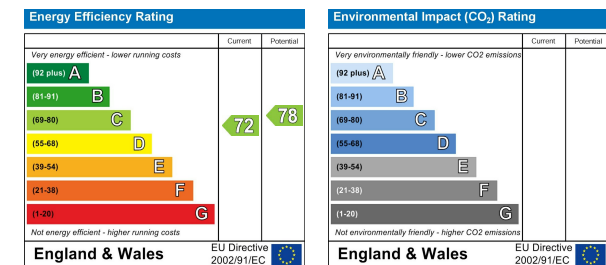 Energy Efficiency Rating
Current Potential
Very energy efficient - lower running costs
(92 plus) A
(81-91) B
(69-80) C
(55-68) D
(39-54) E
(21-38) F
(1-20) G
72
78
Not energy efficient - higher running costs
England & Wales
EU Directive
2002/91/EC
Environmental Impact (CO₂) Rating
Current Potential
Very environmentally friendly - lower CO2 emissions
(92 plus) A
(81-91) B
(69-80) C
(55-68) D
(39-54) E
(21-38) F
(1-20) G
Not environmentally friendly - higher CO2 emissions
England & Wales
EU Directive
2002/91/EC